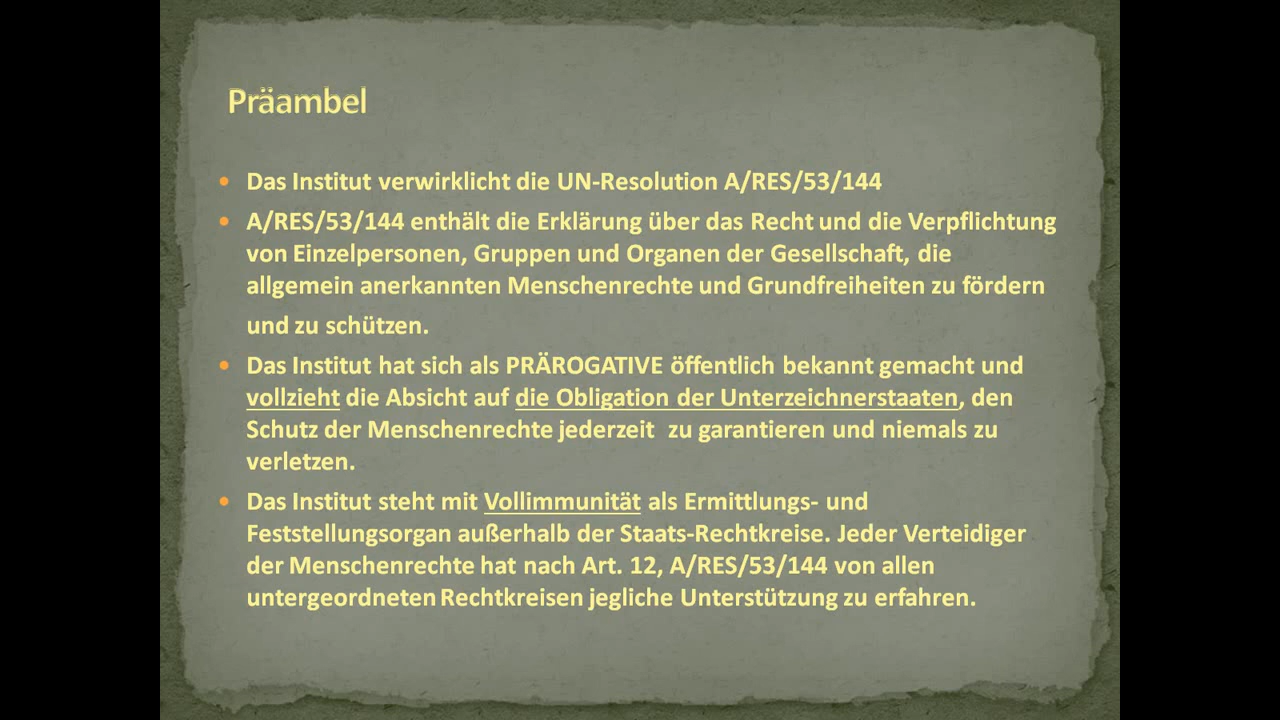 Präambel
Das Institut verwirklicht die UN-Resolution A/RES/53/144
A/RES/53/144 enthält die Erklärung über das Recht und die Verpflichtung
von Einzelpersonen, Gruppen und Organen der Gesellschaft, die
allgemein anerkannten Menschenrechte und Grundfreiheiten zu fördern
und zu schützen.
Das Institut hat sich als PRÄROGATIVE öffentlich bekannt gemacht und
vollzieht die Absicht auf die Obligation der Unterzeichnerstaaten, den
Schutz der Menschenrechte jederzeit zu garantieren und niemals zu
verletzen.
Das Institut steht mit Vollimmunität als Ermittlungs- und
Feststellungsorgan außerhalb der Staats-Rechtkreise. Jeder Verteidiger
der Menschenrechte hat nach Art. 12, A/RES/53/144 von allen
untergeordneten Rechtkreisen jegliche Unterstützung zu erfahren.